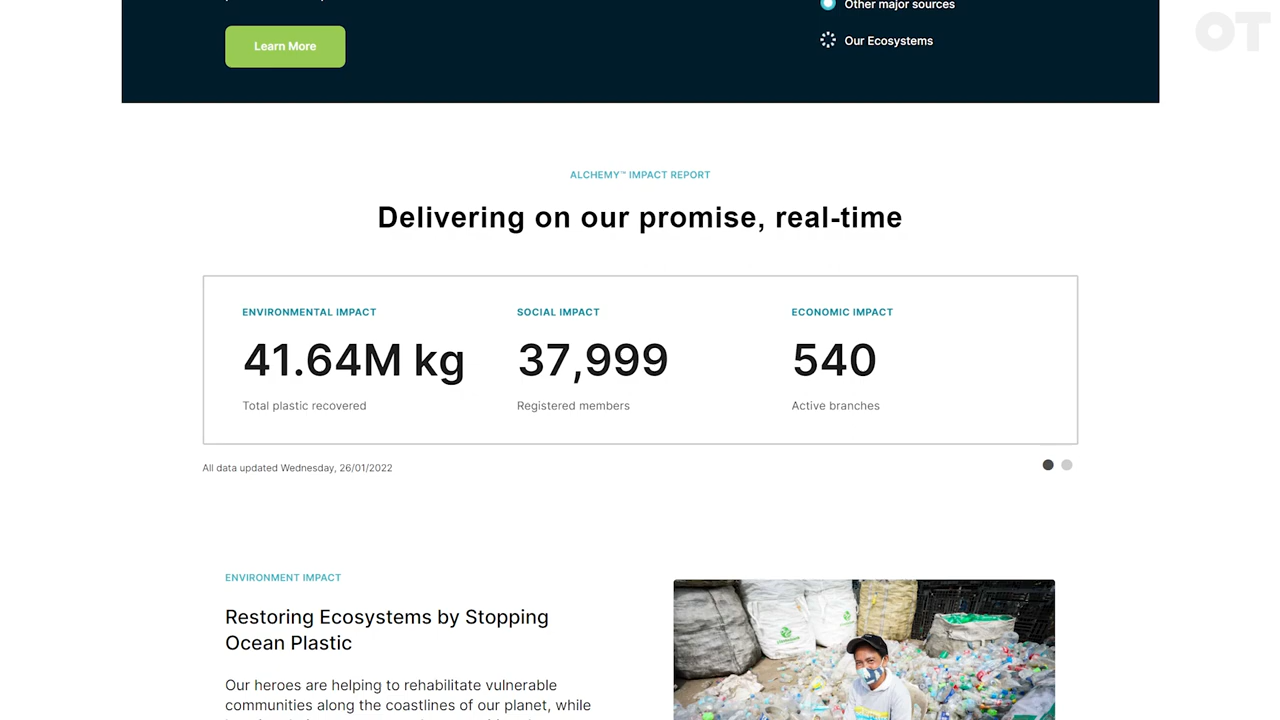 OT
Other major sources
Learn More
Our Ecosystems
ALCHEMY™ IMPACT REPORT
Delivering on our promise, real-time
ENVIRONMENTAL IMPACT
SOCIAL IMPACT
ECONOMIC IMPACT
41.64M kg
37,999
540
Total plastic recovered
Registered members
Active branches
All data updated Wednesday, 26/01/2022
ENVIRONMENT IMPACT
Restoring Ecosystems by Stopping
Ocean Plastic
Our heroes are helping to rehabilitate vulnerable
communities along the coastlines of our planet, while